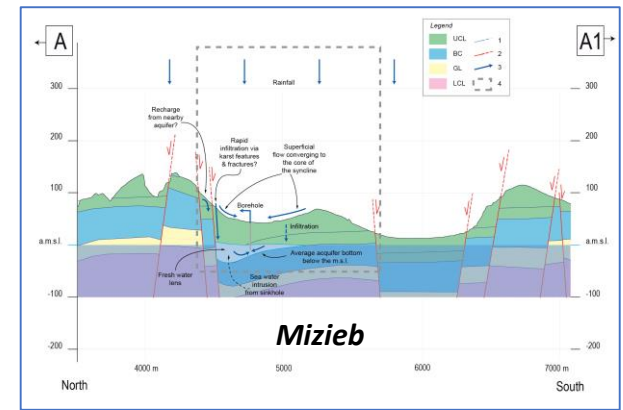 A
A1
Legend
UCL
BC
GL
LCL
1
2
3
4
Rainfall
300
200
100
a.m.s.l.
-100
-200
300
200
100
a.m.s.l.
-100
-200
Recharge
from nearby
aquifer?
Rapid
infiltration via
karst features
& fractures?
Superficial
flow converging to
the core of
the syncline
Borehole
Infiltration
Average acquifer bottom
below the m.s.l.
Fresh water
lens
Sea water
intrusion
from sinkhole
Mizieb
4000 m
5000
6000
7000 m
North
South